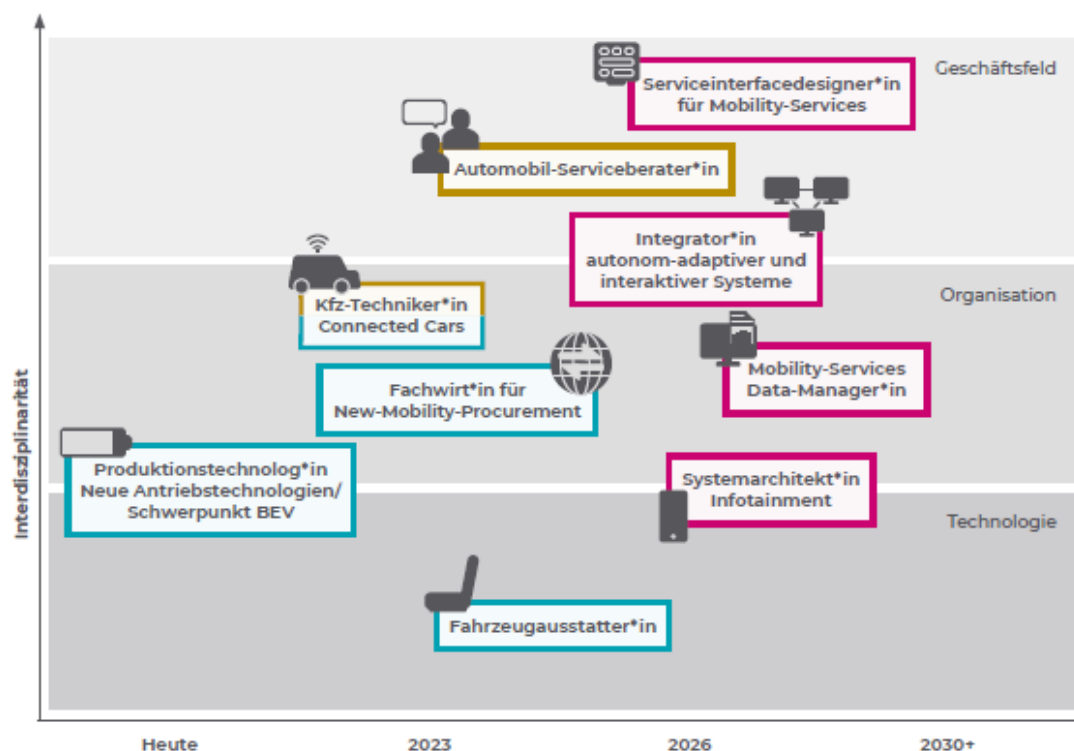 Geschäftsfeld
Serviceinterfacedesigner*in
für Mobility-Services
Automobil-Serviceberater*in
Integrator*in
autonom-adaptiver und
interaktiver Systeme
Organisation
Kfz-Techniker*in
Connected Cars
Mobility-Services
Data-Manager*in
Fachwirt*in für
New-Mobility-Procurement
Interdisziplinarität
Produktionstechnolog*in
Neue Antriebstechnologien/
Schwerpunkt BEV
Systemarchitekt*in
Infotainment
Technologie
Fahrzeugausstatter*in
Heute
2023
2026
2030+